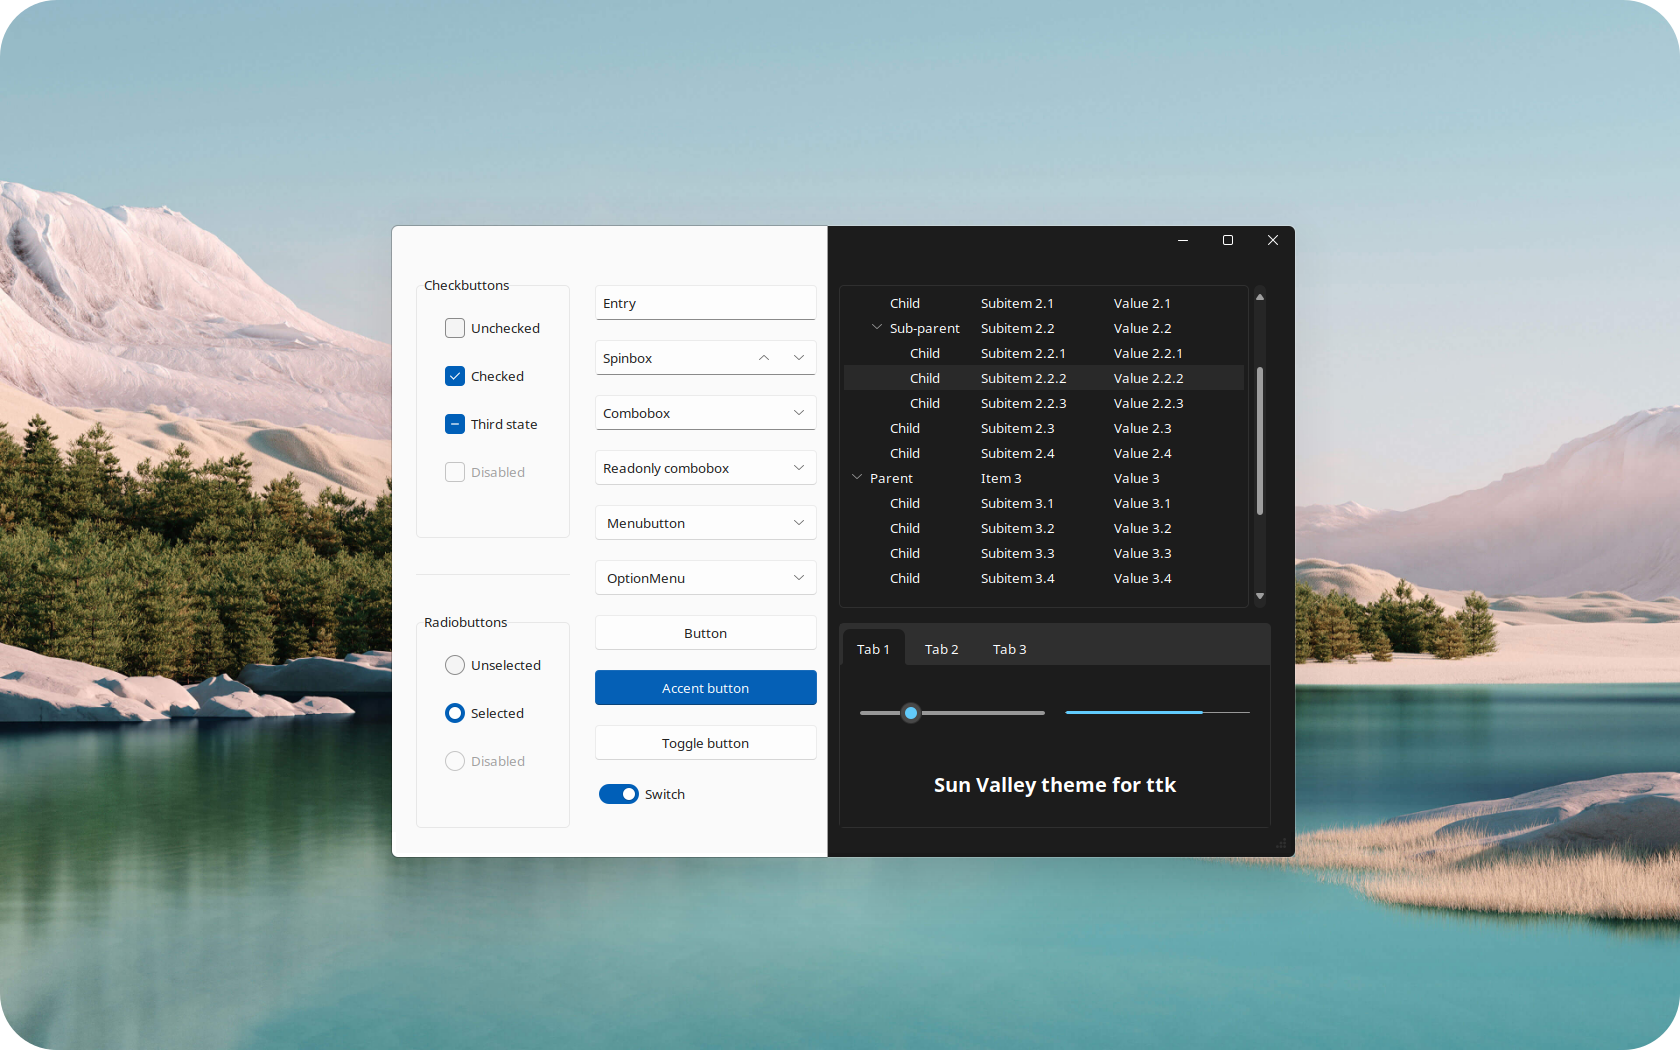 Checkbuttons
Unchecked
Checked
Third state
Disabled
Radiobuttons
Unselected
Selected
Disabled
Entry
Spinbox
Combobox
Readonly combobox
Menubutton
OptionMenu
Button
Accent button
Toggle button
Switch
Child Subitem 2.1 Value 2.1
Sub-parent Subitem 2.2 Value 2.2
Child Subitem 2.2.1 Value 2.2.1
Child Subitem 2.2.2 Value 2.2.2
Child Subitem 2.2.3 Value 2.2.3
Child Subitem 2.3 Value 2.3
Child Subitem 2.4 Value 2.4
Parent Item 3 Value 3
Child Subitem 3.1 Value 3.1
Child Subitem 3.2 Value 3.2
Child Subitem 3.3 Value 3.3
Child Subitem 3.4 Value 3.4
Tab 1 Tab 2 Tab 3
Sun Valley theme for ttk